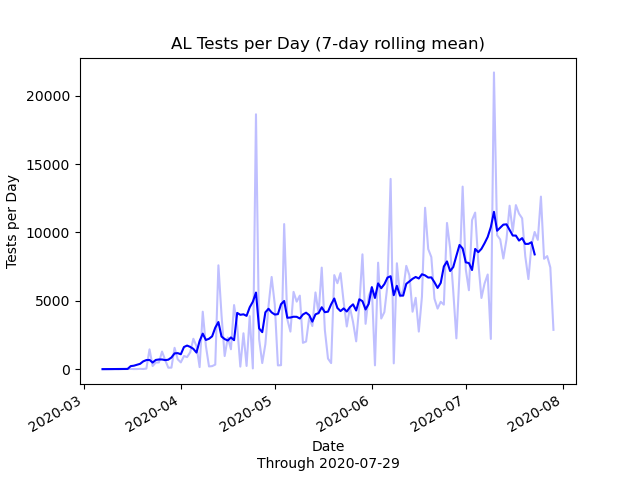 AL Tests per Day (7-day rolling mean)
Tests per Day
20000
15000
10000
5000
0
2020-03
2020-04
2020-05
2020-06
2020-07
2020-08
Date
Through 2020-07-29